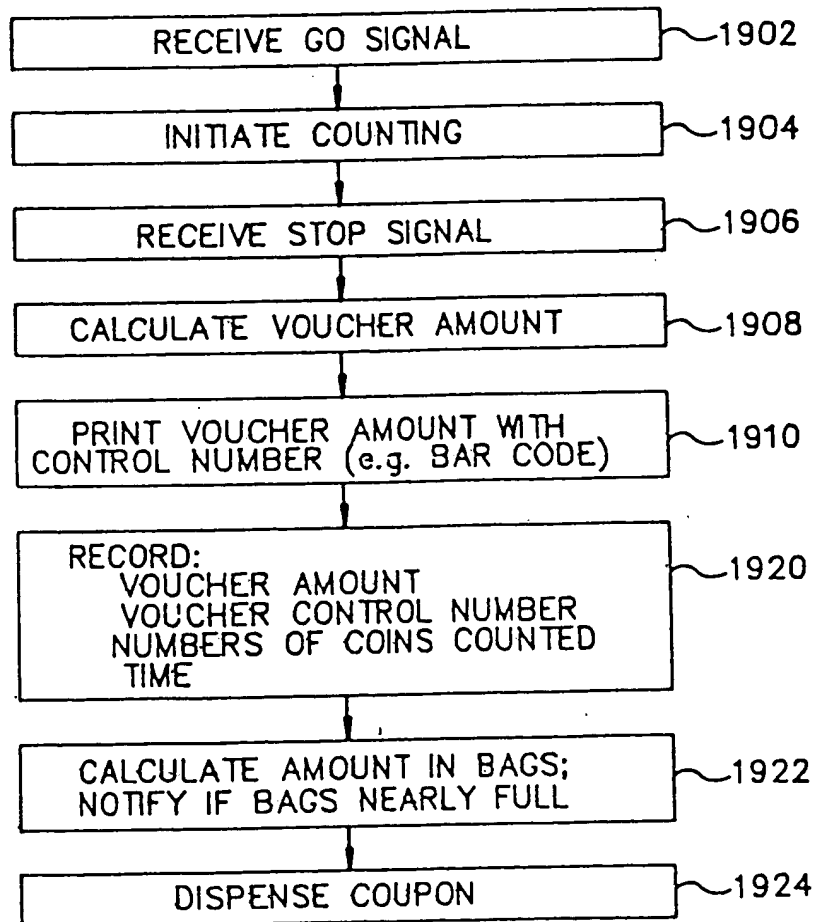 RECEIVE GO SIGNAL 1902
INITIATE COUNTING 1904
RECEIVE STOP SIGNAL 1906
CALCULATE VOUCHER AMOUNT 1908
PRINT VOUCHER AMOUNT WITH
CONTROL NUMBER (e.g. BAR CODE) 1910
RECORD: 1920
VOUCHER AMOUNT
VOUCHER CONTROL NUMBER
NUMBERS OF COINS COUNTED
TIME
CALCULATE AMOUNT IN BAGS; 1922
NOTIFY IF BAGS NEARLY FULL
DISPENSE COUPON 1924